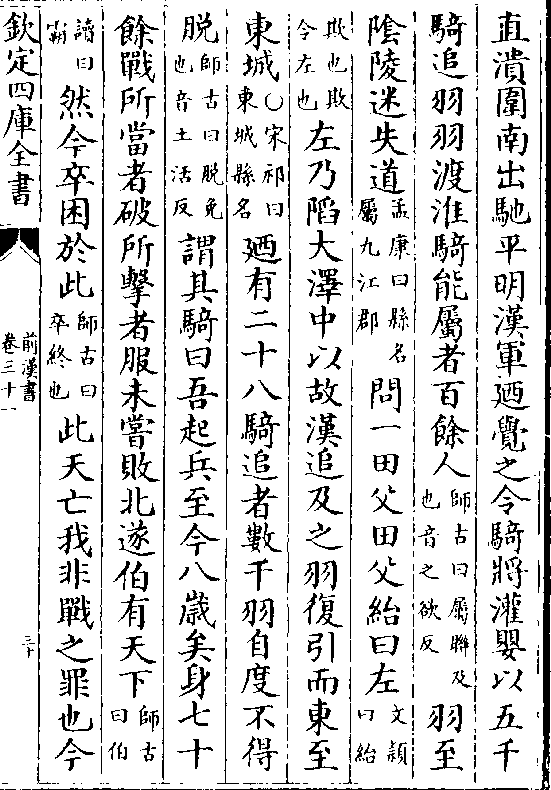 直潰圍南出馳平明漢軍廼覺之令騎將灌嬰以五千
騎追羽羽渡淮騎能屬者百餘人師古曰屬聯及也音之欲反羽至
陰陵迷失道孟康曰縣名屬九江郡問一田父田父紿曰左文頴曰紿
欺也欺令左也左乃陷大澤中以故漢追及之羽復引而東至
東城○宋祁曰東城縣名廼有二十八騎追者數千羽自度不得
脱師古曰脱免也音土活反謂其騎曰吾起兵至今八歲矣身七十
餘戰所當者破所擊者服未嘗敗北遂伯有天下師古曰伯
讀曰霸然今卒困於此師古曰卒終也此天亡我非戰之罪也今
欽定四庫全書
前漢書
卷三十一
三十